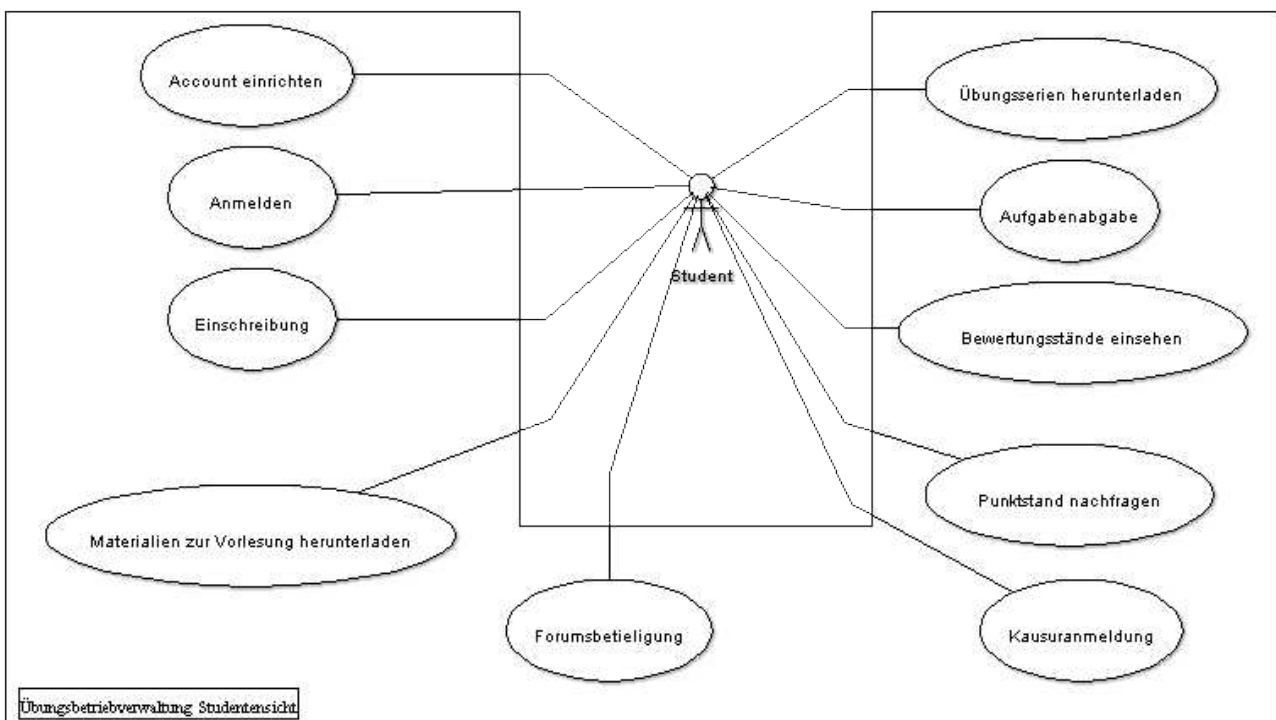 Account einrichten
Übungsserien herunterladen
Anmelden
Aufgabenabgabe
Student
Einschreibung
Bewertungsstände einsehen
Punktstand nachfragen
Materialien zur Vorlesung herunterladen
Forumsbetieligung
Kausuranmeldung
Übungsbetriebverwaltung Studentensicht